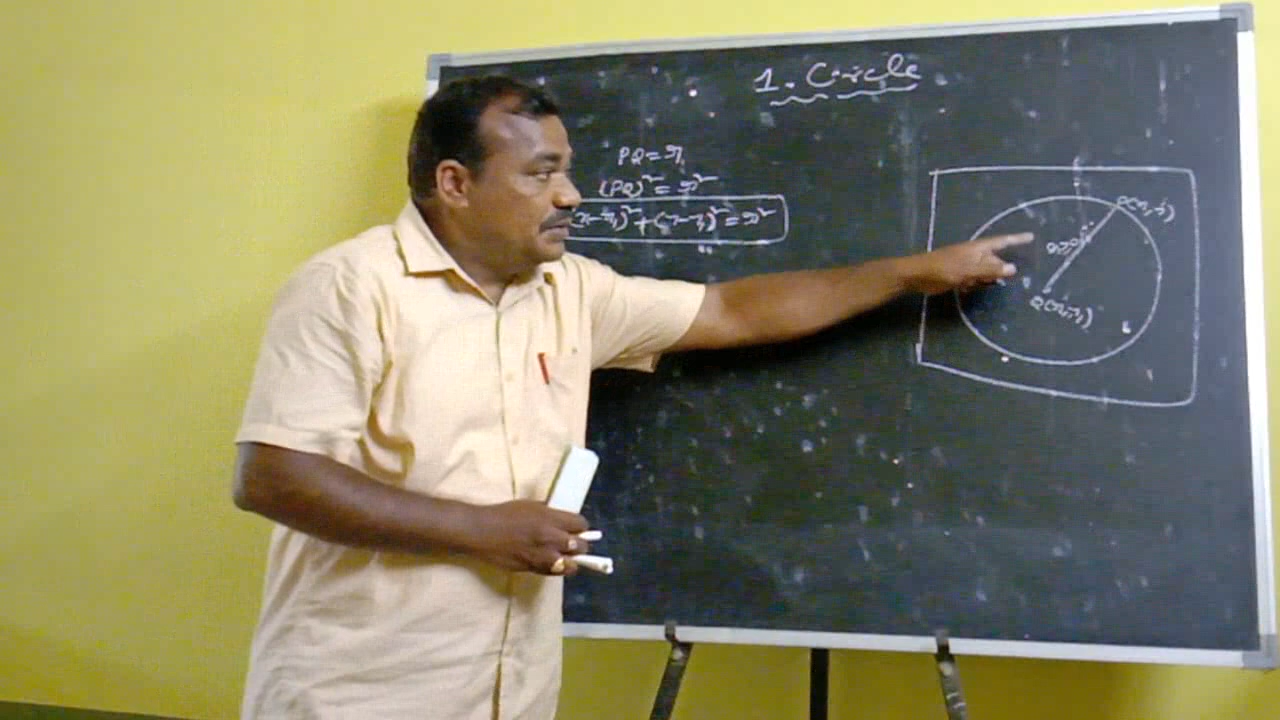 1. Circle
PQ = r
(PQ)² = r²
(x-x₁)² + (y-y₁)² = r²
P(x, y)
Q(x₁, y₁)